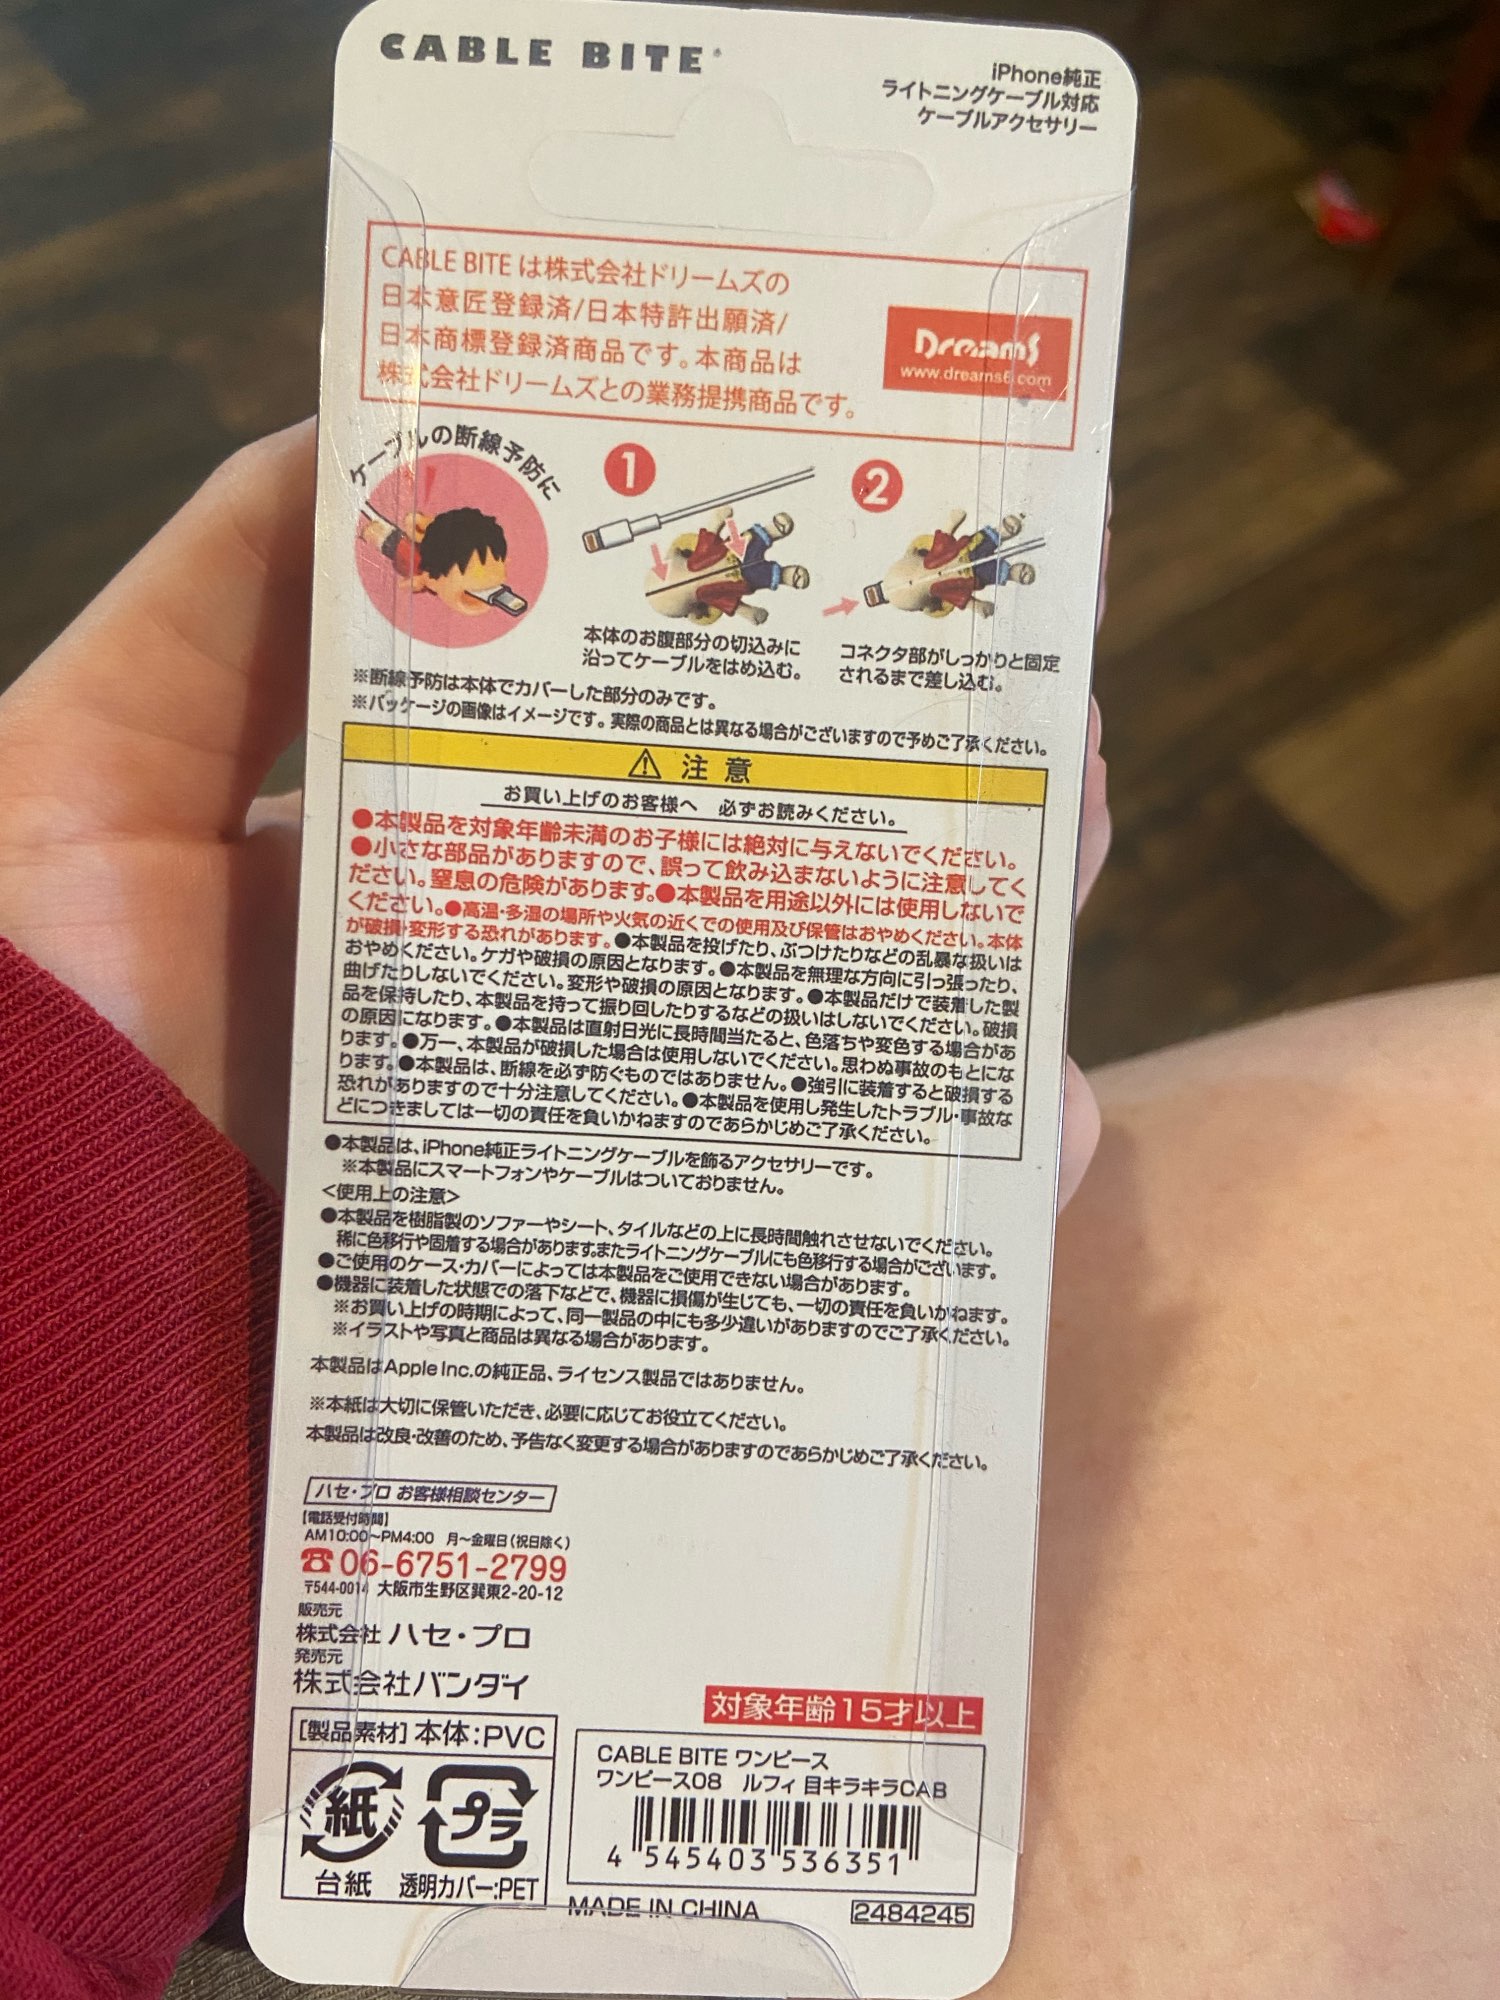 CABLE BITE
iPhone純正
ライトニングケーブル対応
ケーブルアクセサリー
CABLE BITE は株式会社ドリームズの
日本意匠登録済/日本特許出願済/
日本商標登録済商品です。本商品は
株式会社ドリームズとの業務提携商品です。
Dreams
www.dreams6.com
ケーブルの断線予防に
1
2
本体のお腹部分の切込みに
沿ってケーブルをはめ込む。
コネクタ部がしっかりと固定
されるまで差し込む。
※断線予防は本体でカバーした部分のみです。
※パッケージの画像はイメージです。実際の商品とは異なる場合がございますので予めご了承ください。
注意
お買い上げのお客様へ 必ずお読みください。
●本製品を対象年齢未満のお子様には絶対に与えないでください。
●小さな部品がありますので、誤って飲み込まないように注意してく
ださい。窒息の危険があります。●本製品を用途以外には使用しないで
ください。●高温・多湿の場所や火気の近くでの使用及び保管はおやめください。本体
が破損・変形する恐れがあります。●本製品を投げたり、ぶつけたりなどの乱暴な扱いは
おやめください。ケガや破損の原因となります。●本製品を無理な方向に引っ張ったり、
曲げたりしないでください。変形や破損の原因となります。●本製品だけで装着した製
品を保持したり、本製品を持って振り回したりするなどの扱いはしないでください。破損
の原因になります。●本製品は直射日光に長時間当たると、色落ちや変色する場合があ
ります。●万一、本製品が破損した場合は使用しないでください。思わぬ事故のもとにな
ります。●本製品は、断線を必ず防ぐものではありません。●強引に装着すると破損する
恐れがありますので十分注意してください。●本製品を使用し発生したトラブル・事故な
どにつきましては一切の責任を負いかねますのであらかじめご了承ください。
●本製品は、iPhone純正ライトニングケーブルを飾るアクセサリーです。
※本製品にスマートフォンやケーブルはついておりません。
<使用上の注意>
●本製品を樹脂製のソファーやシート、タイルなどの上に長時間触れさせないでください。
稀に色移行や固着する場合があります。またライトニングケーブルにも色移行する場合がございます。
●ご使用のケース・カバーによっては本製品をご使用できない場合があります。
●機器に装着した状態での落下などで、機器に損傷が生じても、一切の責任を負いかねます。
※お買い上げの時期によって、同一製品の中にも多少違いがありますのでご了承ください。
※イラストや写真と商品は異なる場合があります。
本製品はApple Inc.の純正品、ライセンス製品ではありません。
※本紙は大切に保管いただき、必要に応じてお役立てください。
本製品は改良・改善のため、予告なく変更する場合がありますのであらかじめご了承ください。
ハセ・プロ お客様相談センター
【電話受付時間】
AM10:00~PM4:00 月~金曜日(祝日除く)
☎06-6751-2799
〒544-0014 大阪市生野区巽東2-20-12
販売元
株式会社 ハセ・プロ
発売元
株式会社バンダイ
対象年齢15才以上
[製品素材] 本体:PVC
紙
プラ
台紙
透明カバー:PET
CABLE BITE ワンピース
ワンピース08 ルフィ 目キラキラCAB
4 545403 536351
MADE IN CHINA
2484245